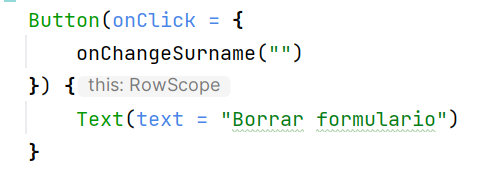 Button(onClick = {
    onChangeSurname("")
}) { this: RowScope
    Text(text = "Borrar formulario")
}